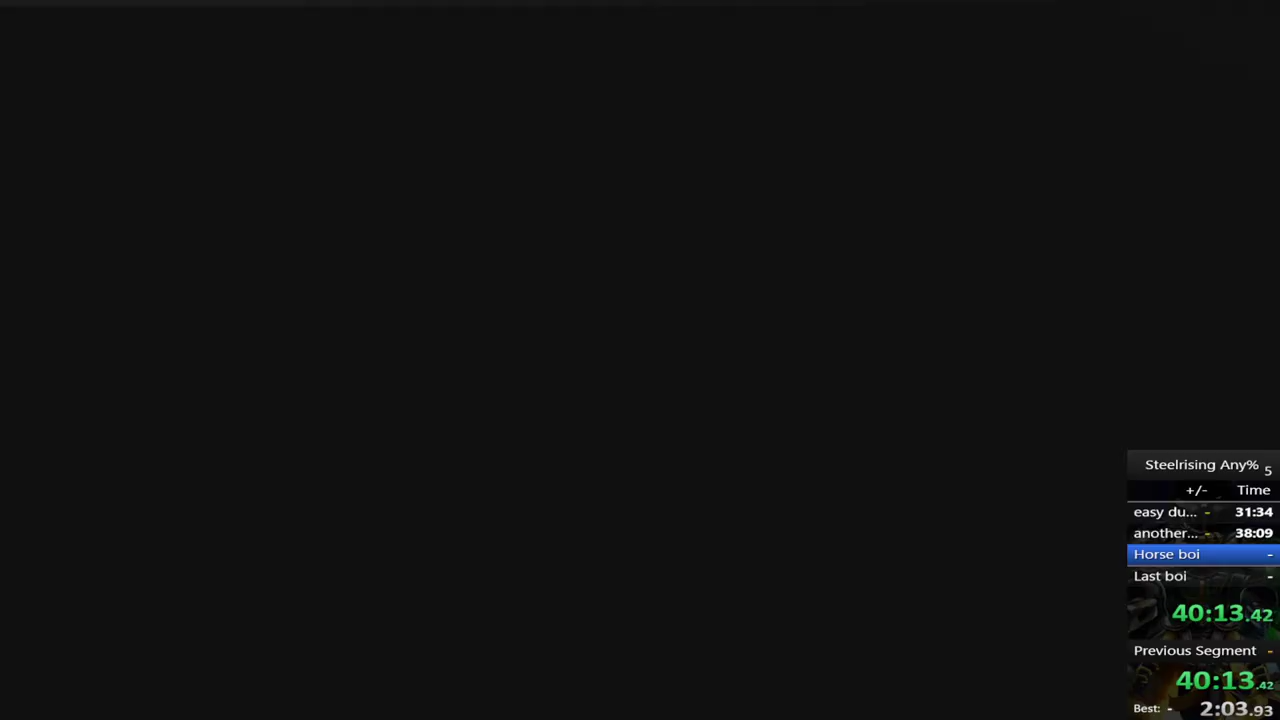 Steelrising Any% 5
+/- Time
easy du... - 31:34
another... - 38:09
Horse boi -
Last boi -
40:13.42
Previous Segment -
40:13.42
Best: - 2:03.93